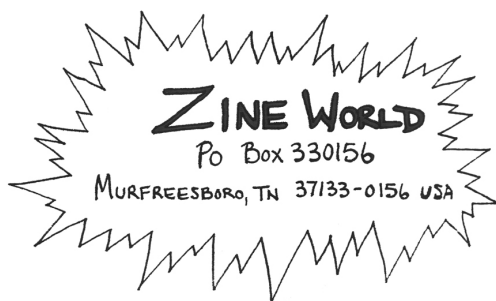 ZINE WORLD
PO BOX 330156
MURFREESBORO, TN 37133-0156 USA